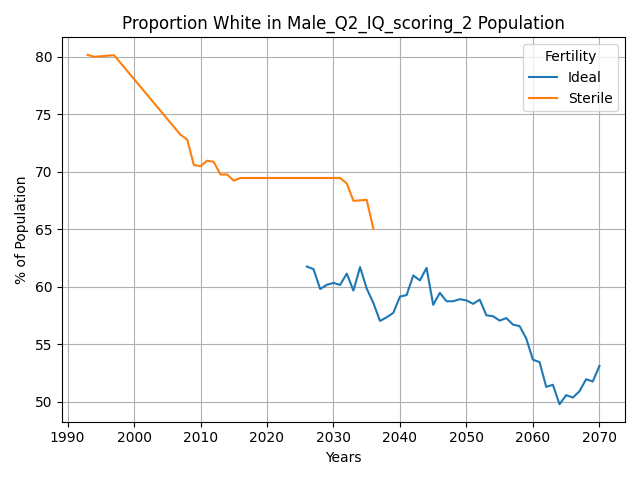 Proportion White in Male_Q2_IQ_scoring_2 Population
Fertility
Ideal
Sterile
% of Population
80
75
70
65
60
55
50
1990
2000
2010
2020
2030
2040
2050
2060
2070
Years